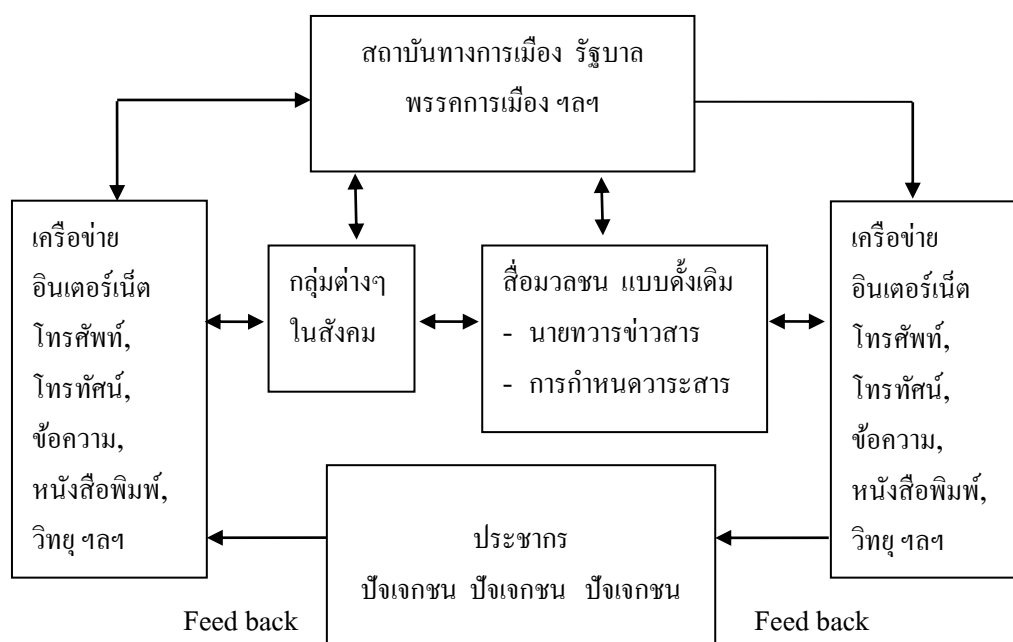 สถาบันทางการเมือง รัฐบาล
พรรคการเมือง ฯลฯ
เครือข่าย
อินเตอร์เน็ต
โทรศัพท์,
โทรทัศน์,
ข้อความ,
หนังสือพิมพ์,
วิทยุ ฯลฯ
กลุ่มต่างๆ
ในสังคม
สื่อมวลชน แบบดั้งเดิม
- นายทวารข่าวสาร
- การกำหนดวาระสาร
เครือข่าย
อินเตอร์เน็ต
โทรศัพท์,
โทรทัศน์,
ข้อความ,
หนังสือพิมพ์,
วิทยุ ฯลฯ
ประชากร
ปัจเจกชน ปัจเจกชน ปัจเจกชน
Feed back
Feed back